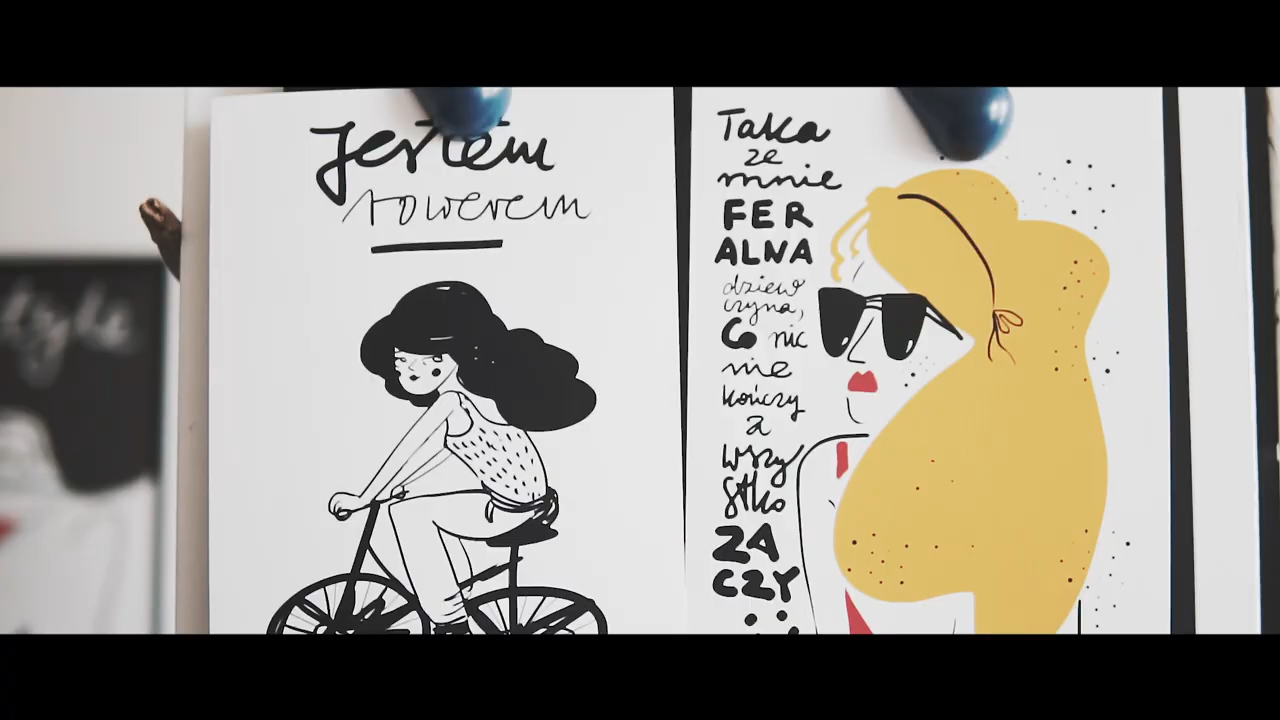 Jestem
rowerem
Taka
ze
mnie
FER
ALNA
dziew
czyna,
Co nic
nie
kończy
a
wszy
stko
ZA
CZY